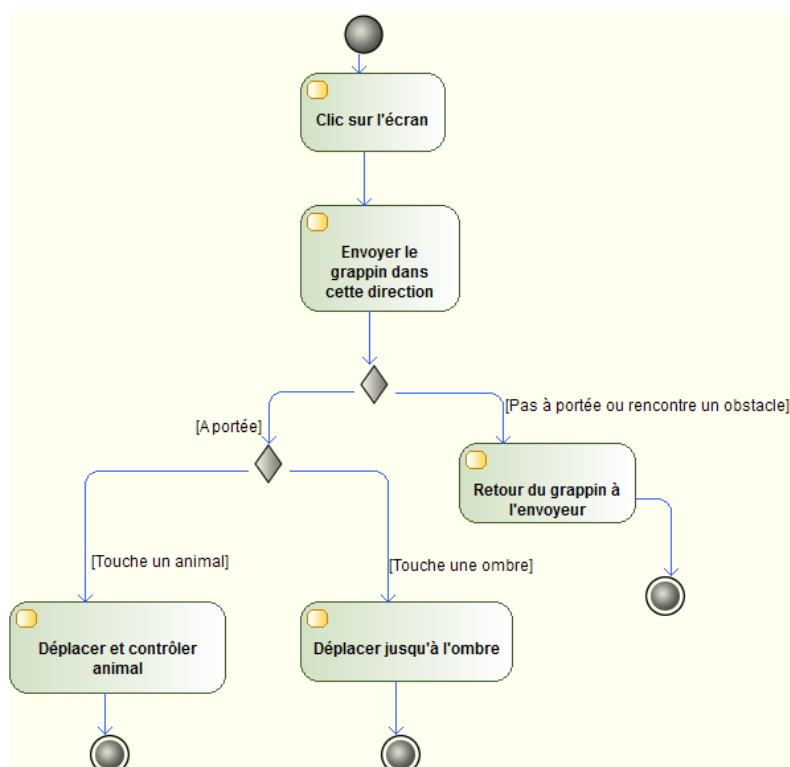 Clic sur l'écran
Envoyer le
grappin dans
cette direction
[Pas à portée ou rencontre un obstacle]
[A portée]
Retour du grappin à
l'envoyeur
[Touche un animal]
[Touche une ombre]
Déplacer et contrôler
animal
Déplacer jusqu'à l'ombre